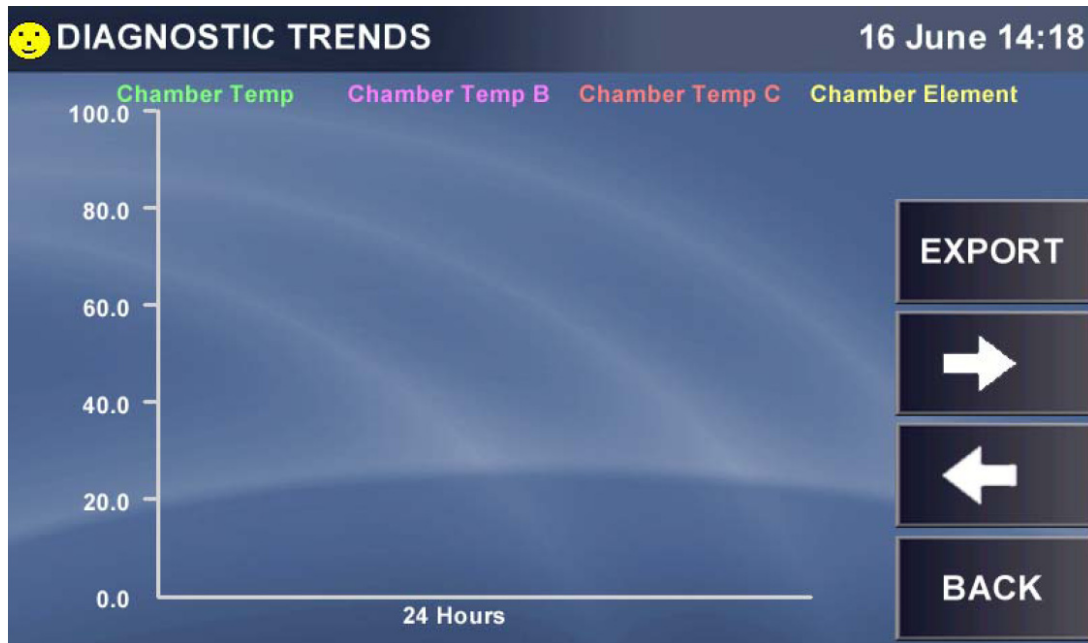 DIAGNOSTIC TRENDS
16 June 14:18
Chamber Temp
Chamber Temp B
Chamber Temp C
Chamber Element
100.0
80.0
60.0
40.0
20.0
0.0
24 Hours
EXPORT
BACK